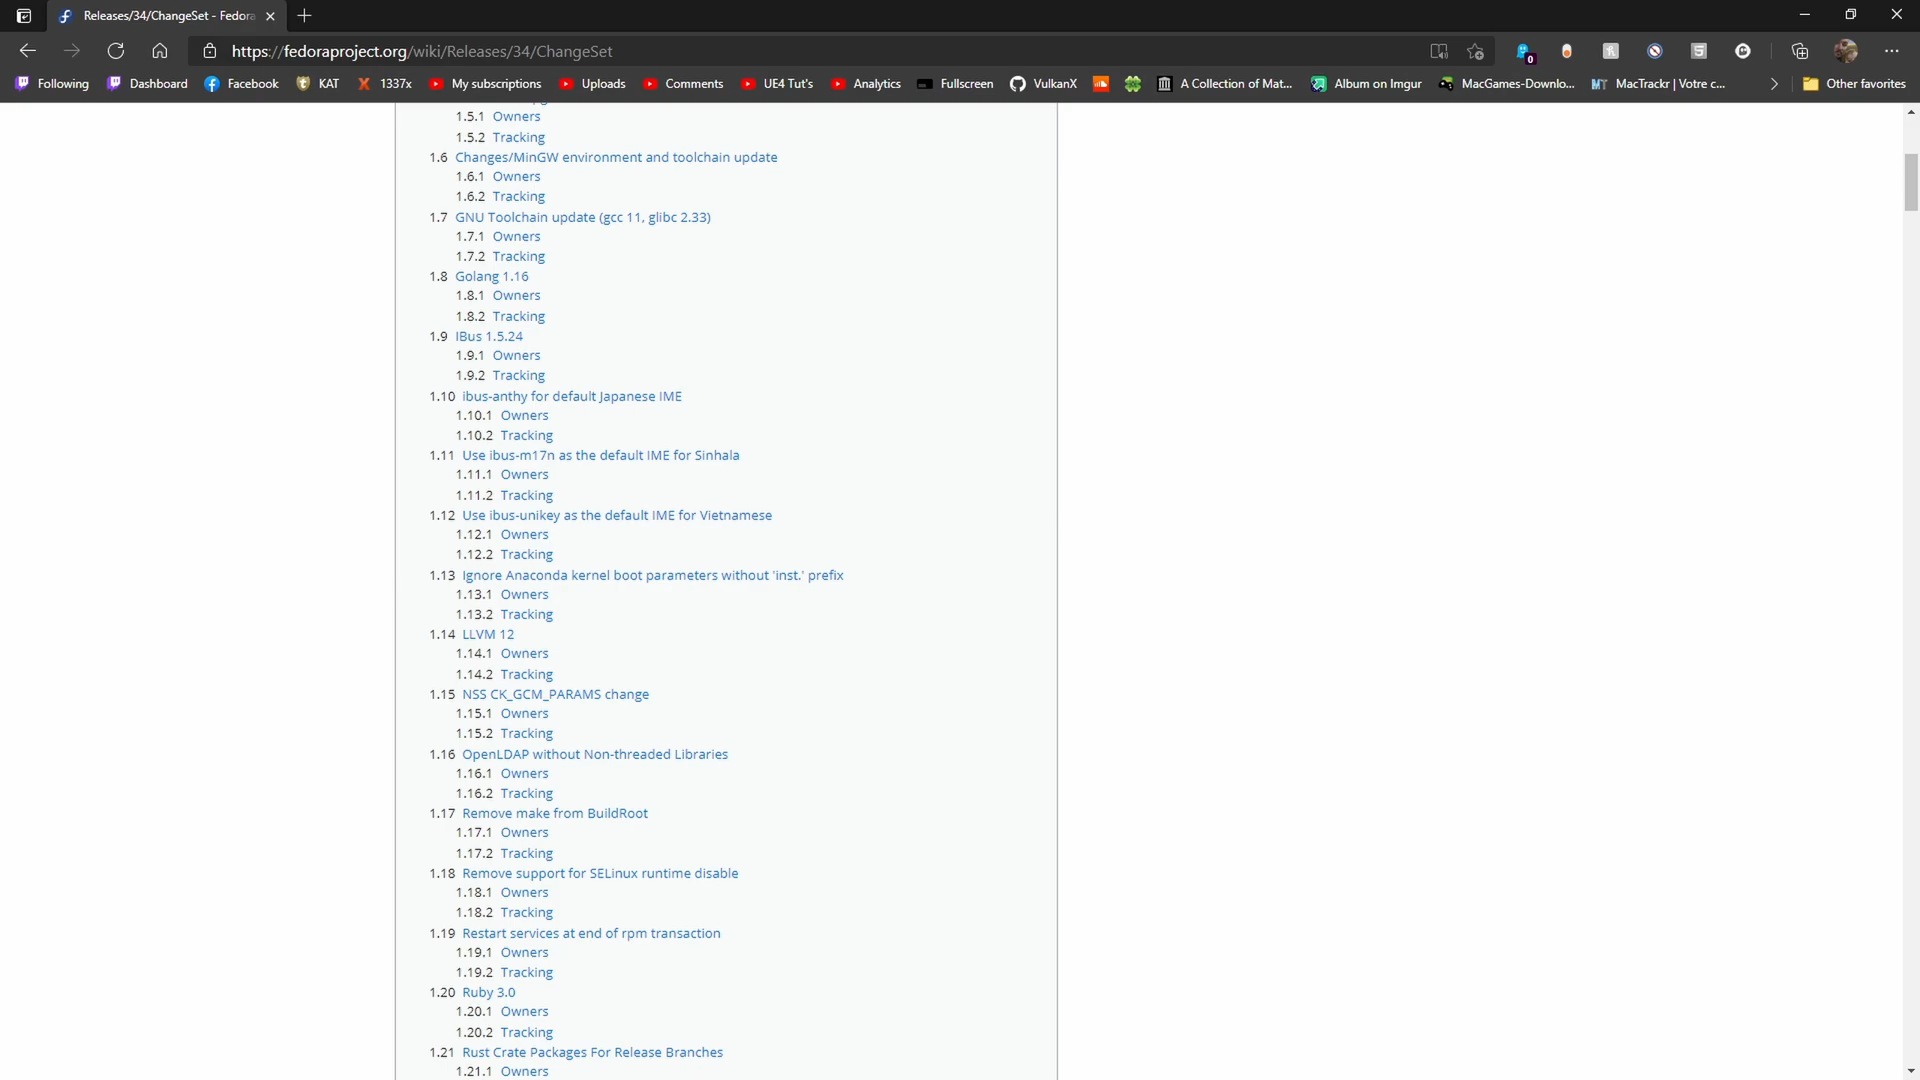 Releases/34/ChangeSet - Fedora
https://fedoraproject.org/wiki/Releases/34/ChangeSet
0
Following
Dashboard
Facebook
KAT
1337x
My subscriptions
Uploads
Comments
UE4 Tut's
Analytics
Fullscreen
VulkanX
A Collection of Mat...
Album on Imgur
MacGames-Downlo...
MacTrackr | Votre c...
Other favorites
1.5.1 Owners
1.5.2 Tracking
1.6 Changes/MinGW environment and toolchain update
1.6.1 Owners
1.6.2 Tracking
1.7 GNU Toolchain update (gcc 11, glibc 2.33)
1.7.1 Owners
1.7.2 Tracking
1.8 Golang 1.16
1.8.1 Owners
1.8.2 Tracking
1.9 IBus 1.5.24
1.9.1 Owners
1.9.2 Tracking
1.10 ibus-anthy for default Japanese IME
1.10.1 Owners
1.10.2 Tracking
1.11 Use ibus-m17n as the default IME for Sinhala
1.11.1 Owners
1.11.2 Tracking
1.12 Use ibus-unikey as the default IME for Vietnamese
1.12.1 Owners
1.12.2 Tracking
1.13 Ignore Anaconda kernel boot parameters without 'inst.' prefix
1.13.1 Owners
1.13.2 Tracking
1.14 LLVM 12
1.14.1 Owners
1.14.2 Tracking
1.15 NSS CK_GCM_PARAMS change
1.15.1 Owners
1.15.2 Tracking
1.16 OpenLDAP without Non-threaded Libraries
1.16.1 Owners
1.16.2 Tracking
1.17 Remove make from BuildRoot
1.17.1 Owners
1.17.2 Tracking
1.18 Remove support for SELinux runtime disable
1.18.1 Owners
1.18.2 Tracking
1.19 Restart services at end of rpm transaction
1.19.1 Owners
1.19.2 Tracking
1.20 Ruby 3.0
1.20.1 Owners
1.20.2 Tracking
1.21 Rust Crate Packages For Release Branches
1.21.1 Owners